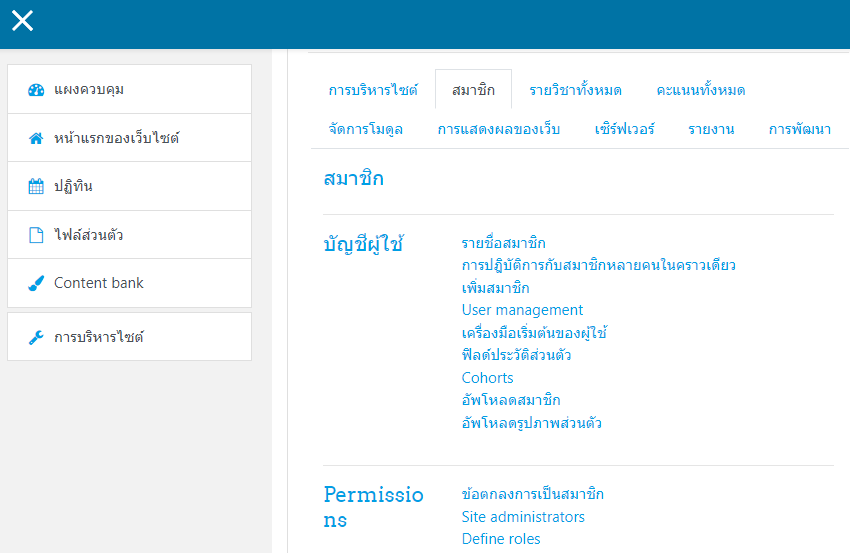 แผงควบคุม
หน้าแรกของเว็บไซต์
ปฏิทิน
ไฟล์ส่วนตัว
Content bank
การบริหารไซต์
การบริหารไซต์ สมาชิก รายวิชาทั้งหมด คะแนนทั้งหมด
จัดการโมดูล การแสดงผลของเว็บ เซิร์ฟเวอร์ รายงาน การพัฒนา
สมาชิก
บัญชีผู้ใช้
รายชื่อสมาชิก
การปฎิบัติการกับสมาชิกหลายคนในคราวเดียว
เพิ่มสมาชิก
User management
เครื่องมือเริ่มต้นของผู้ใช้
ฟิลด์ประวัติส่วนตัว
Cohorts
อัพโหลดสมาชิก
อัพโหลดรูปภาพส่วนตัว
Permissio
ns
ข้อตกลงการเป็นสมาชิก
Site administrators
Define roles